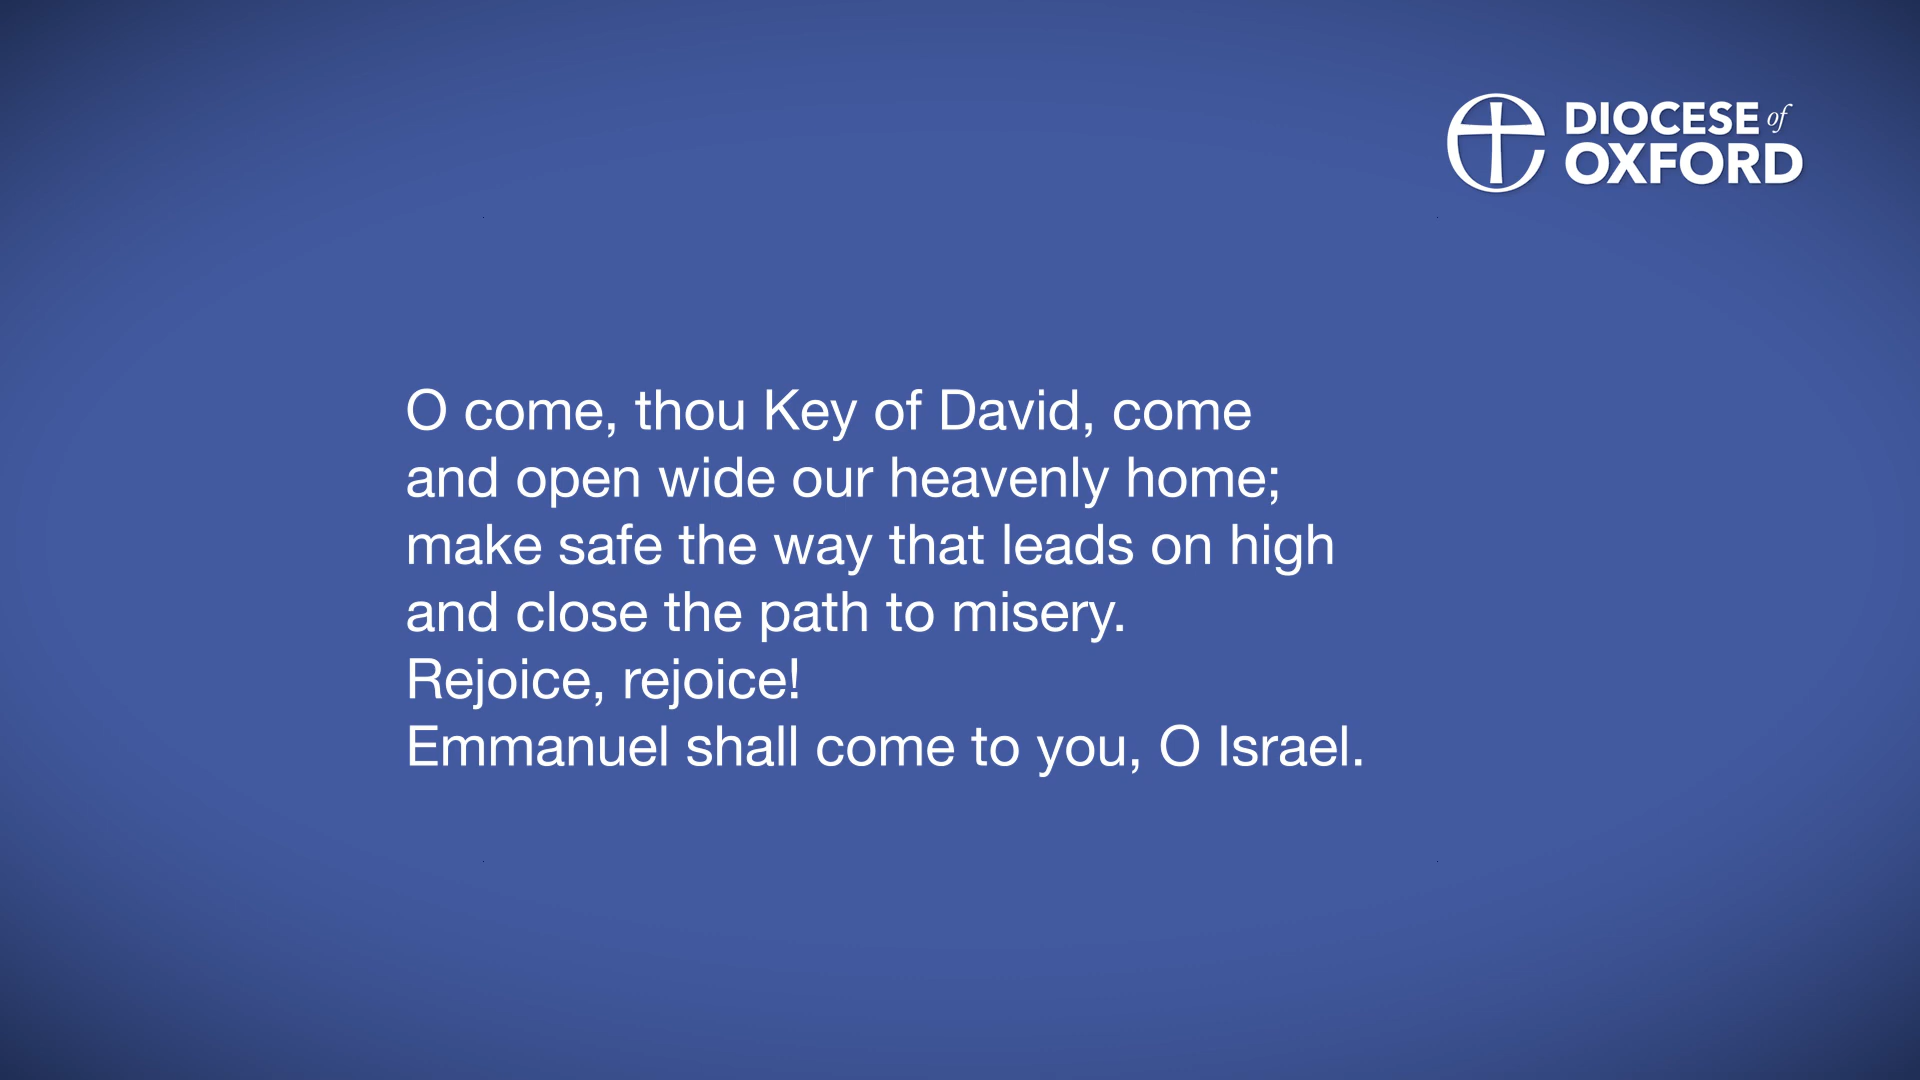 DIOCESE of
OXFORD
O come, thou Key of David, come
and open wide our heavenly home;
make safe the way that leads on high
and close the path to misery.
Rejoice, rejoice!
Emmanuel shall come to you, O Israel.